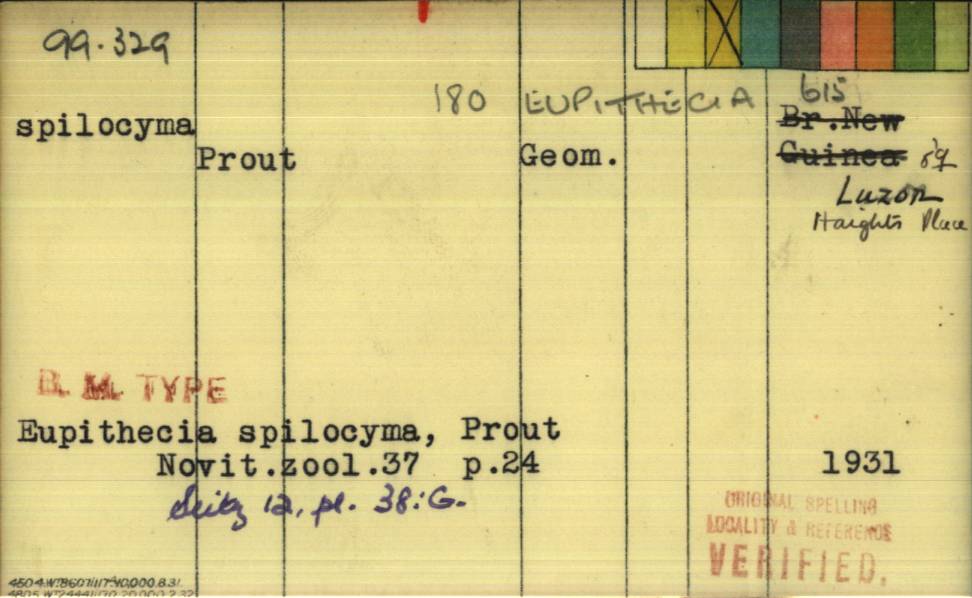 99.329
180 EUPITHECIA 615
spilocyma Br.New
Prout Geom. Guinea
Luzon
Haights Place
B. M. TYPE
Eupithecia spilocyma, Prout
Novit.zool.37 p.24 1931
Seitz 12, pl. 38:G.
ORIGINAL SPELLING
LOCALITY & REFERENCE
VERIFIED.